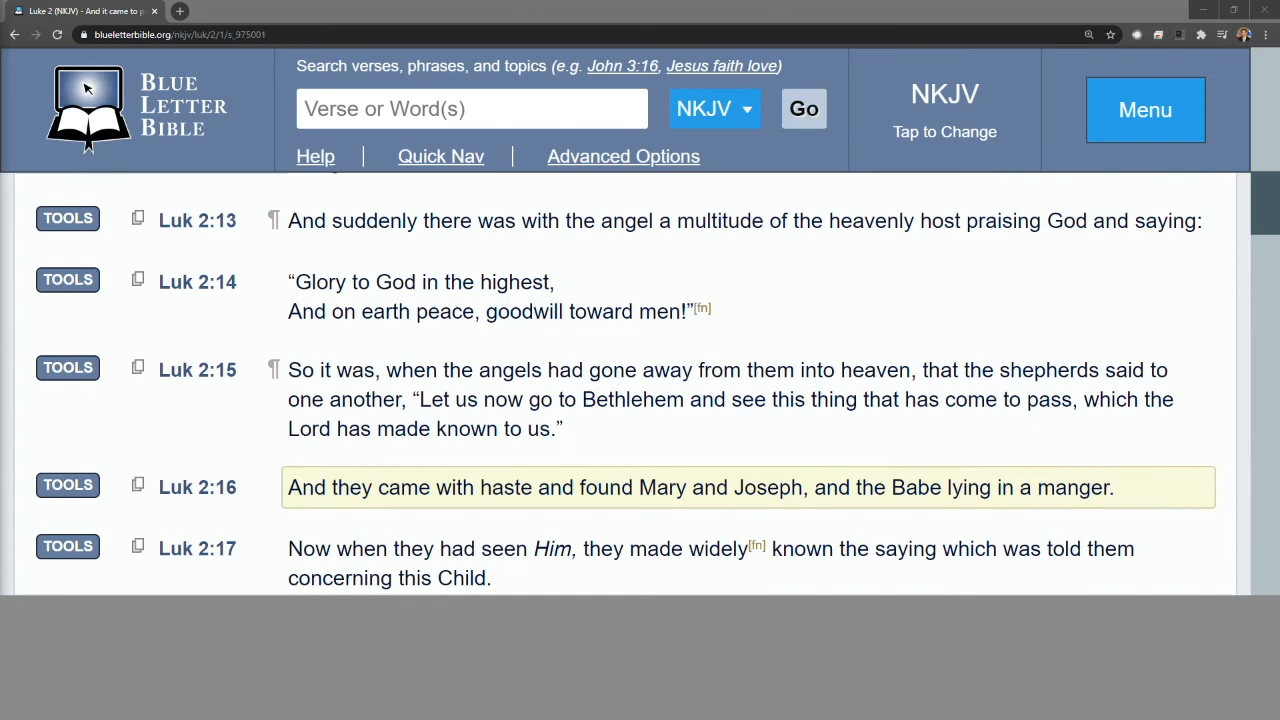 Luke 2 (NKJV) - And it came to p
blueletterbible.org/nkjv/luk/2/1/s_975001
BLUE
LETTER
BIBLE
Search verses, phrases, and topics (e.g. John 3:16, Jesus faith love)
Verse or Word(s)
NKJV
Go
Help
Quick Nav
Advanced Options
NKJV
Tap to Change
Menu
TOOLS Luk 2:13 ¶ And suddenly there was with the angel a multitude of the heavenly host praising God and saying:
TOOLS Luk 2:14 “Glory to God in the highest,
And on earth peace, goodwill toward men!”[fn]
TOOLS Luk 2:15 ¶ So it was, when the angels had gone away from them into heaven, that the shepherds said to
one another, “Let us now go to Bethlehem and see this thing that has come to pass, which the
Lord has made known to us.”
TOOLS Luk 2:16 And they came with haste and found Mary and Joseph, and the Babe lying in a manger.
TOOLS Luk 2:17 Now when they had seen Him, they made widely[fn] known the saying which was told them
concerning this Child.